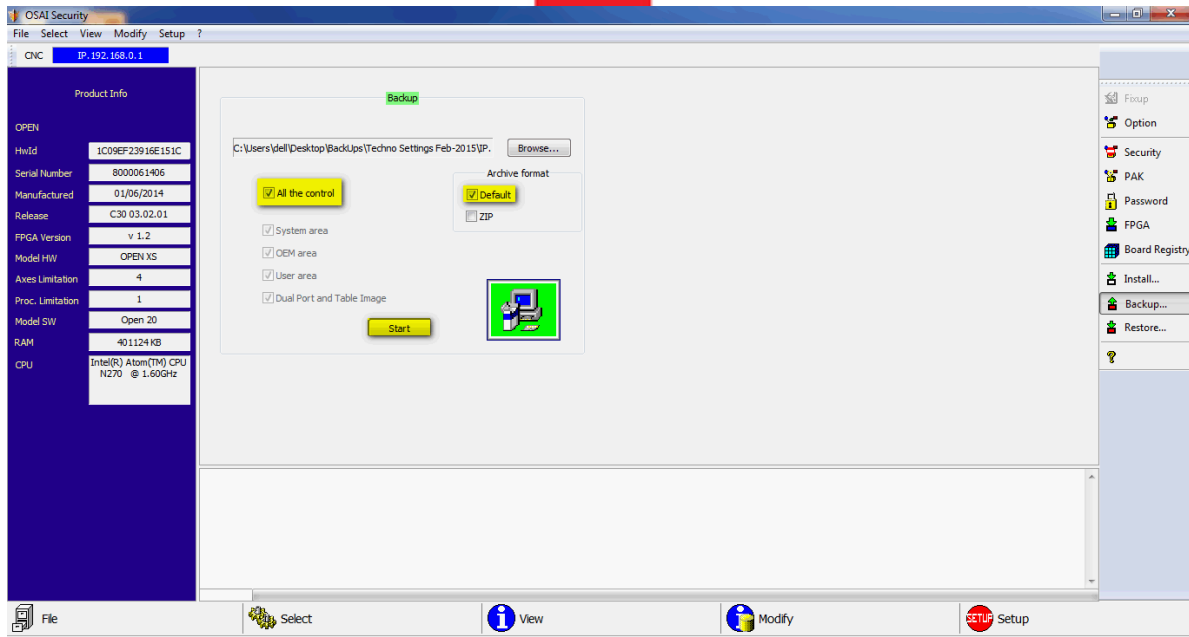 OSAI Security
File Select View Modify Setup ?
CNC IP.192.168.0.1
Product Info
OPEN
HwId 1C09EF23916E151C
Serial Number 8000061406
Manufactured 01/06/2014
Release C30 03.02.01
FPGA Version v 1.2
Model HW OPEN XS
Axes Limitation 4
Proc. Limitation 1
Model SW Open 20
RAM 401124 KB
CPU Intel(R) Atom(TM) CPU
N270 @ 1.60GHz
Backup
C:\Users\dell\Desktop\BackUps\Techno Settings Feb-2015\IP. Browse...
Archive format
All the control
Default
ZIP
System area
OEM area
User area
Dual Port and Table Image
Start
Fixup
Option
Security
PAK
Password
FPGA
Board Registry
Install...
Backup...
Restore...
File Select View Modify SETUP Setup